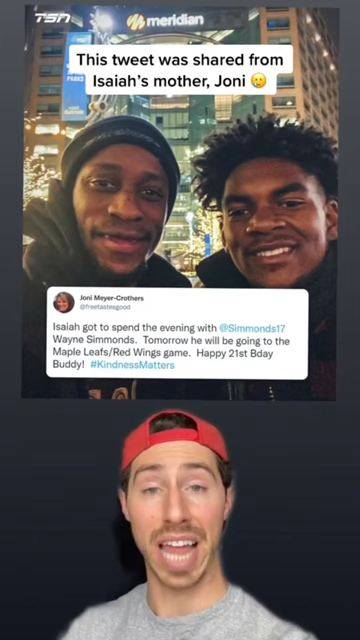 TSN
meridian
This tweet was shared from
Isaiah's mother, Joni 🥲
Joni Meyer-Crothers
@freetastesgood
Isaiah got to spend the evening with @Simmonds17
Wayne Simmonds. Tomorrow he will be going to the
Maple Leafs/Red Wings game. Happy 21st Bday
Buddy! #KindnessMatters